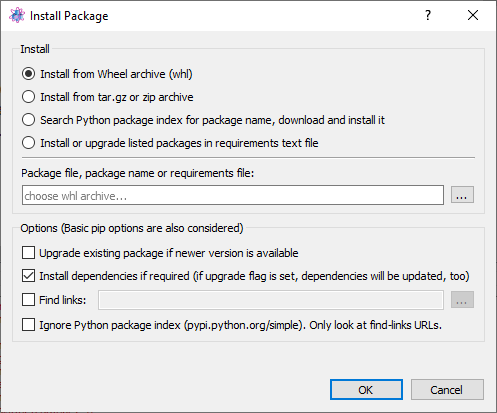 Install Package
?
Install
Install from Wheel archive (whl)
Install from tar.gz or zip archive
Search Python package index for package name, download and install it
Install or upgrade listed packages in requirements text file
Package file, package name or requirements file:
choose whl archive...
...
Options (Basic pip options are also considered)
Upgrade existing package if newer version is available
Install dependencies if required (if upgrade flag is set, dependencies will be updated, too)
Find links:
...
Ignore Python package index (pypi.python.org/simple). Only look at find-links URLs.
OK
Cancel